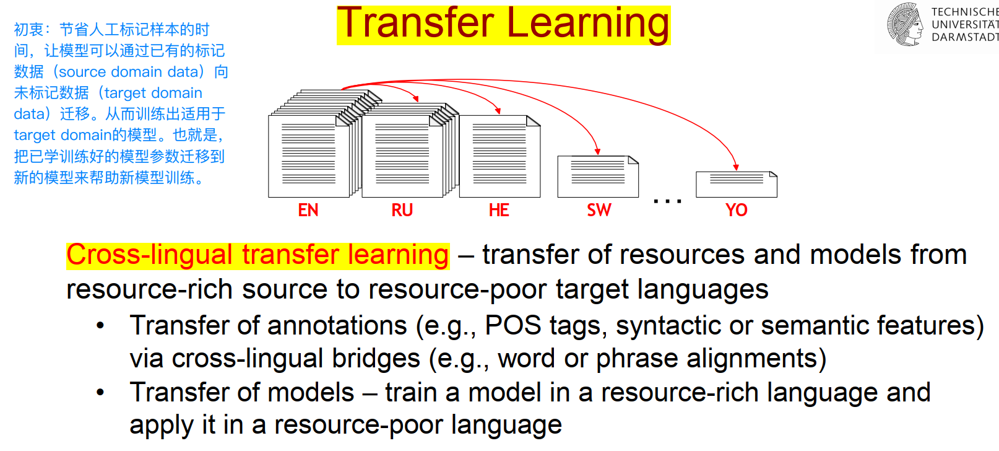 Transfer Learning
TECHNISCHE
UNIVERSITÄT
DARMSTADT
初衷：节省人工标记样本的时
间，让模型可以通过已有的标记
数据（source domain data）向
未标记数据（target domain
data）迁移。从而训练出适用于
target domain的模型。也就是，
把已学训练好的模型参数迁移到
新的模型来帮助新模型训练。
EN RU HE SW ... YO
Cross-lingual transfer learning – transfer of resources and models from
resource-rich source to resource-poor target languages
• Transfer of annotations (e.g., POS tags, syntactic or semantic features)
via cross-lingual bridges (e.g., word or phrase alignments)
• Transfer of models – train a model in a resource-rich language and
apply it in a resource-poor language